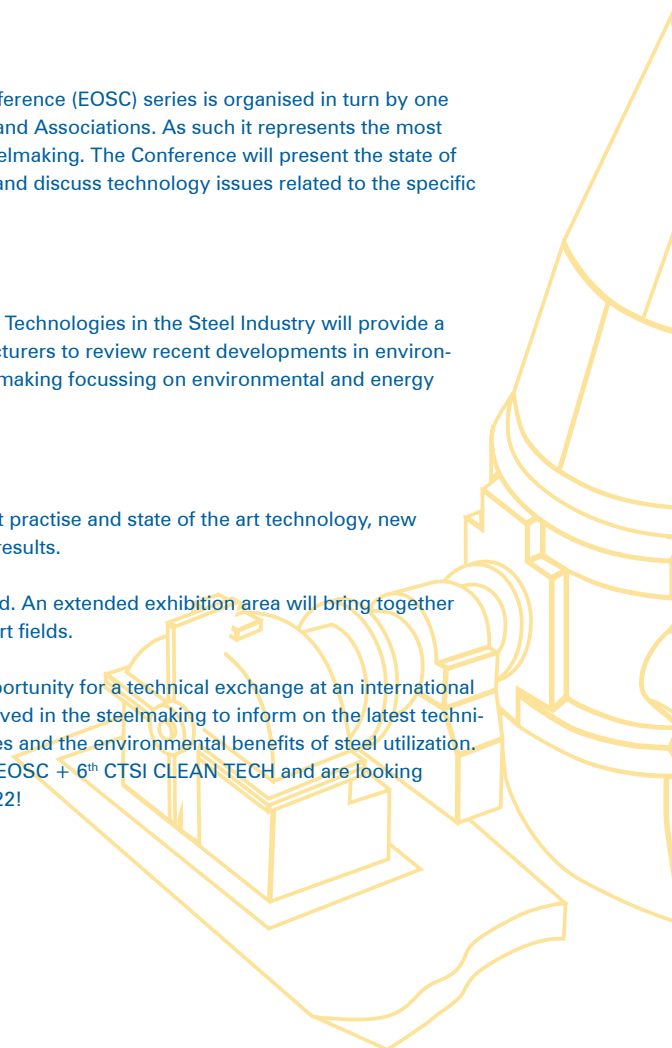 ference (EOSC) series is organised in turn by one
and Associations. As such it represents the most
elmaking. The Conference will present the state of
and discuss technology issues related to the specific
Technologies in the Steel Industry will provide a
cturers to review recent developments in environ-
making focussing on environmental and energy
t practise and state of the art technology, new
results.
d. An extended exhibition area will bring together
rt fields.
portunity for a technical exchange at an international
ved in the steelmaking to inform on the latest techni-
es and the environmental benefits of steel utilization.
EOSC + 6th CTSI CLEAN TECH and are looking
22!